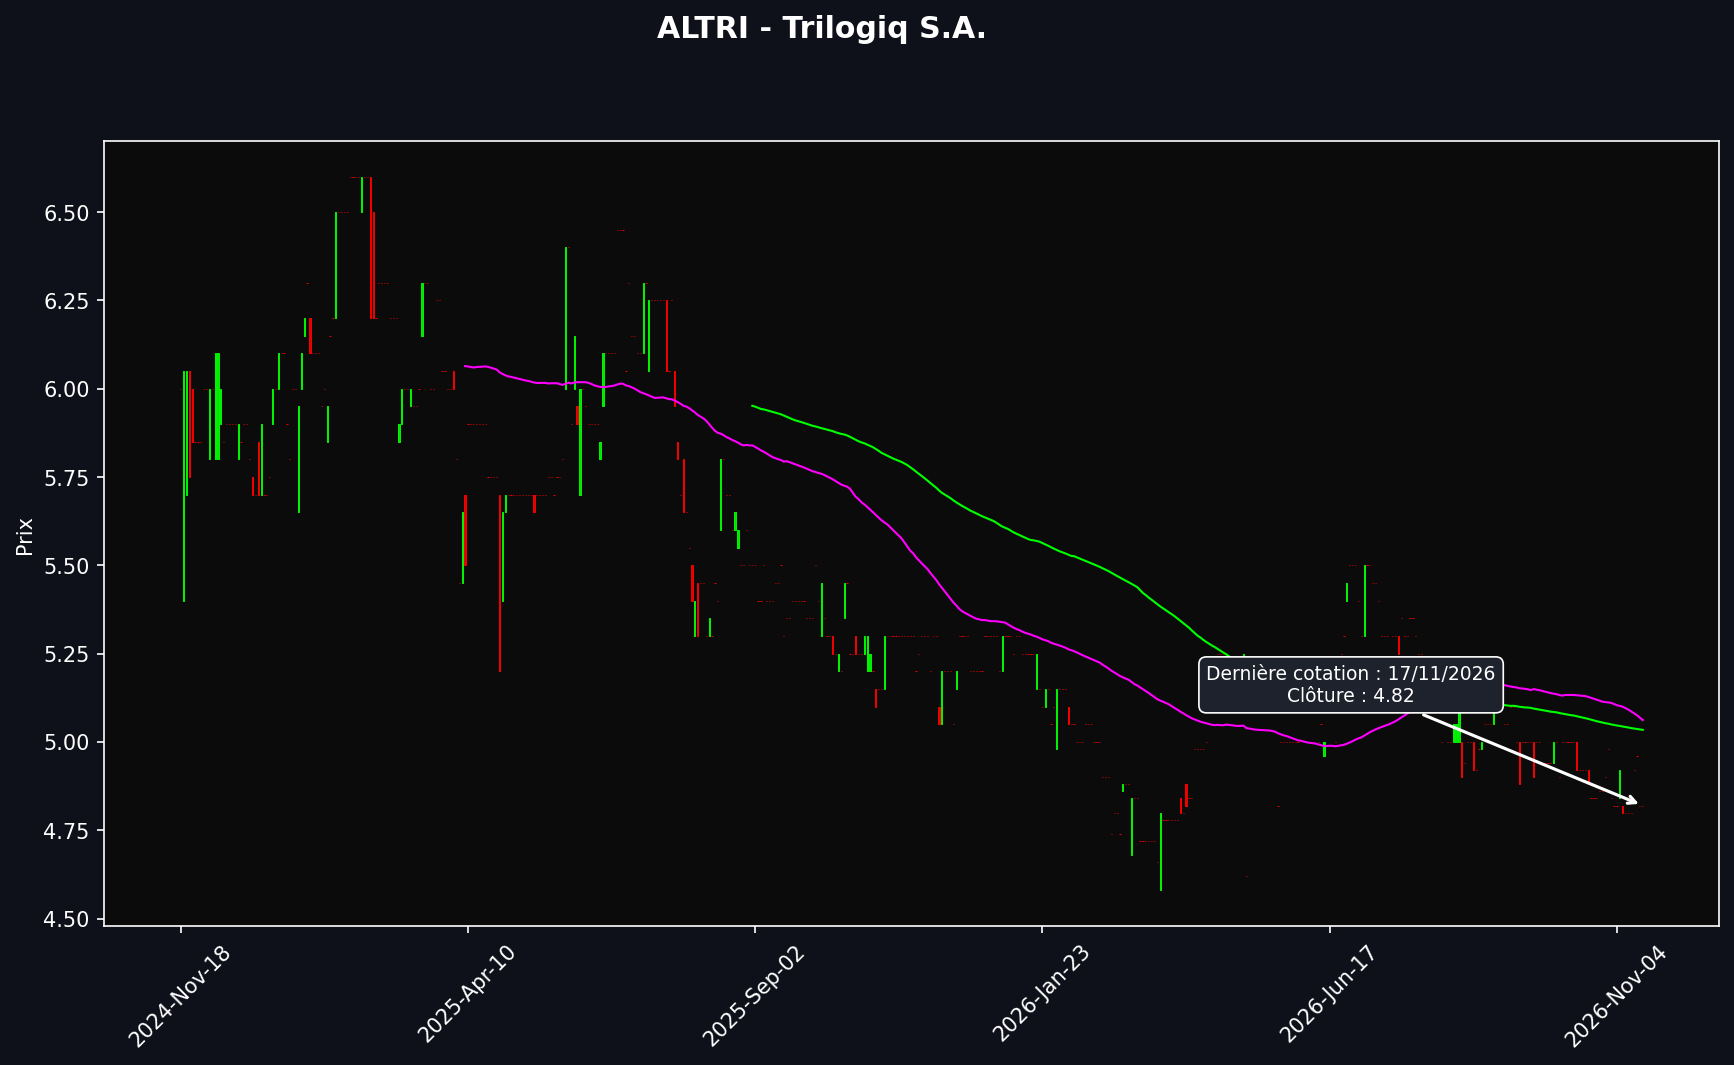 ALTRI - Trilogiq S.A.
Prix
6.50
6.25
6.00
5.75
5.50
5.25
5.00
4.75
4.50
Dernière cotation : 17/11/2026
Clôture : 4.82
2024-Nov-18
2025-Apr-10
2025-Sep-02
2026-Jan-23
2026-Jun-17
2026-Nov-04